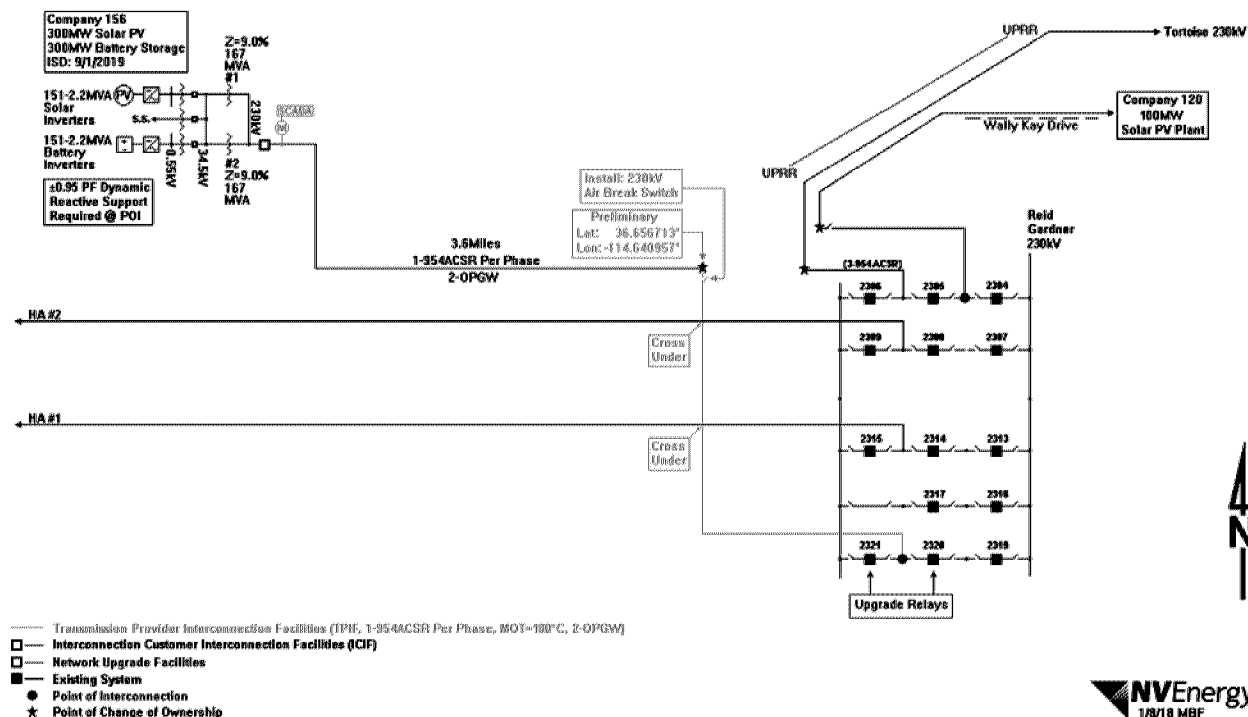 Company 156
300MW Solar PV
300MW Battery Storage
ISD: 9/1/2019
Z=9.0%
167
MVA
#1
151-2.2MVA
Solar
Inverters
PV
S.S.
151-2.2MVA
Battery
Inverters
0.55kV
34.5kV
230kV
SCADA
M
#2
Z=9.0%
167
MVA
±0.95 PF Dynamic
Reactive Support
Required @ POI
3.6Miles
1-954ACSR Per Phase
2-OPGW
Install: 230kV
Air Break Switch
Preliminary
Lat: 36.656713°
Lon: -114.640957°
UPRR
Tortoise 230kV
Company 120
100MW
Solar PV Plant
Wally Kay Drive
UPRR
Reid
Gardner
230kV
(3-954ACSR)
2306 2305 2304
HA #2
2309 2308 2307
Cross
Under
HA #1
2315 2314 2313
Cross
Under
2317 2316
2321 2320 2319
Upgrade Relays
N
Transmission Provider Interconnection Facilities (TPIF, 1-954ACSR Per Phase, MOT=100°C, 2-OPGW)
Interconnection Customer Interconnection Facilities (ICIF)
Network Upgrade Facilities
Existing System
Point of Interconnection
Point of Change of Ownership
NVEnergy
1/8/18 MBF